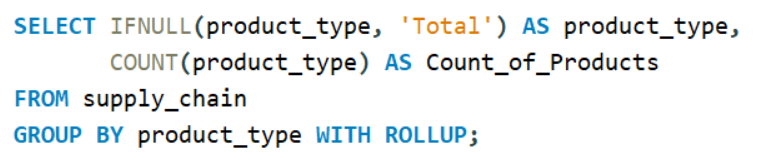 SELECT IFNULL(product_type, 'Total') AS product_type,
COUNT(product_type) AS Count_of_Products
FROM supply_chain
GROUP BY product_type WITH ROLLUP;